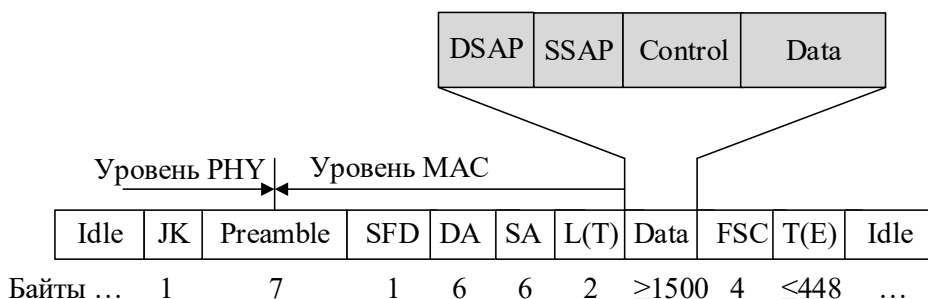 DSAP SSAP Control Data
Уровень PHY Уровень MAC
Idle JK Preamble SFD DA SA L(T) Data FSC T(E) Idle
Байты ... 1 7 1 6 6 2 ≥1500 4 ≤448 ...